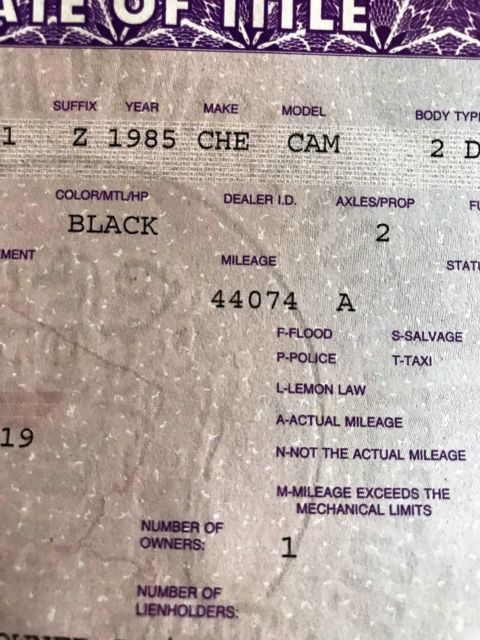 ATE OF TITLE
SUFFIX YEAR MAKE MODEL BODY TYPE
1 Z 1985 CHE CAM 2 D
COLOR/MTL/HP DEALER I.D. AXLES/PROP FU
BLACK 2
MENT MILEAGE STATU
44074 A
F-FLOOD S-SALVAGE
P-POLICE T-TAXI
L-LEMON LAW
A-ACTUAL MILEAGE
19
N-NOT THE ACTUAL MILEAGE
M-MILEAGE EXCEEDS THE
MECHANICAL LIMITS
NUMBER OF
OWNERS: 1
NUMBER OF
LIENHOLDERS: